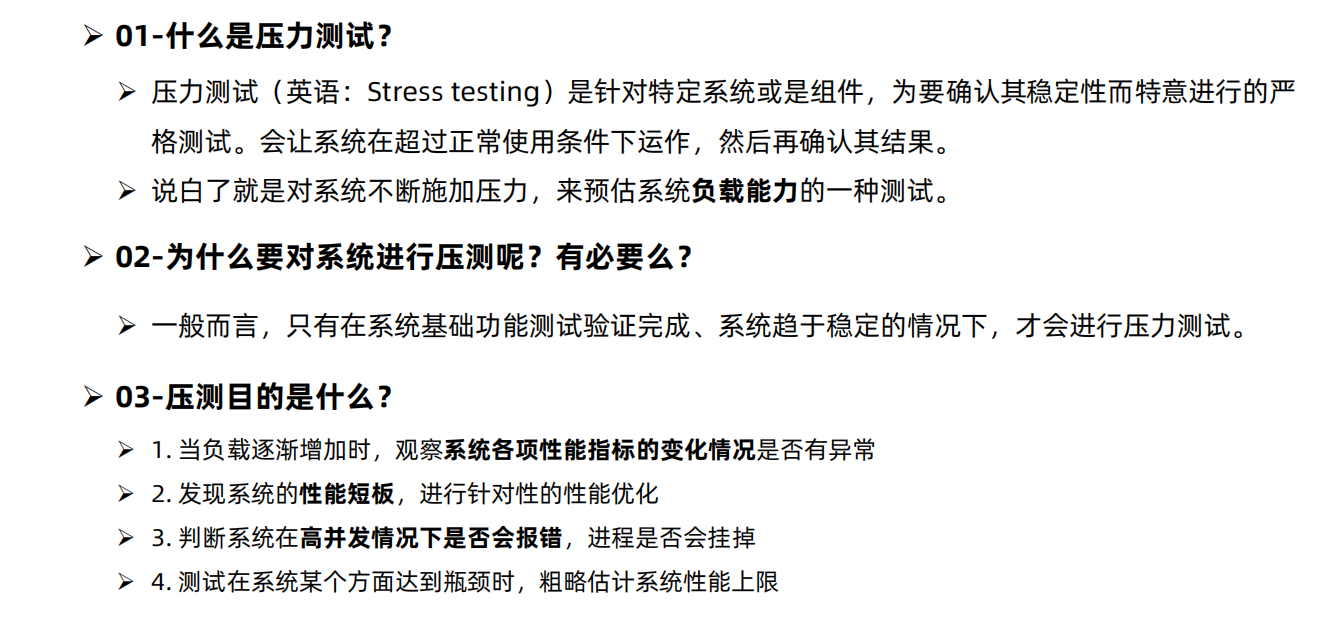 ➢ 01-什么是压力测试？
➢ 压力测试（英语：Stress testing）是针对特定系统或是组件，为要确认其稳定性而特意进行的严
格测试。会让系统在超过正常使用条件下运作，然后再确认其结果。
➢ 说白了就是对系统不断施加压力，来预估系统负载能力的一种测试。
➢ 02-为什么要对系统进行压测呢？有必要么？
➢ 一般而言，只有在系统基础功能测试验证完成、系统趋于稳定的情况下，才会进行压力测试。
➢ 03-压测目的是什么？
➢ 1. 当负载逐渐增加时，观察系统各项性能指标的变化情况是否有异常
➢ 2. 发现系统的性能短板，进行针对性的性能优化
➢ 3. 判断系统在高并发情况下是否会报错，进程是否会挂掉
➢ 4. 测试在系统某个方面达到瓶颈时，粗略估计系统性能上限